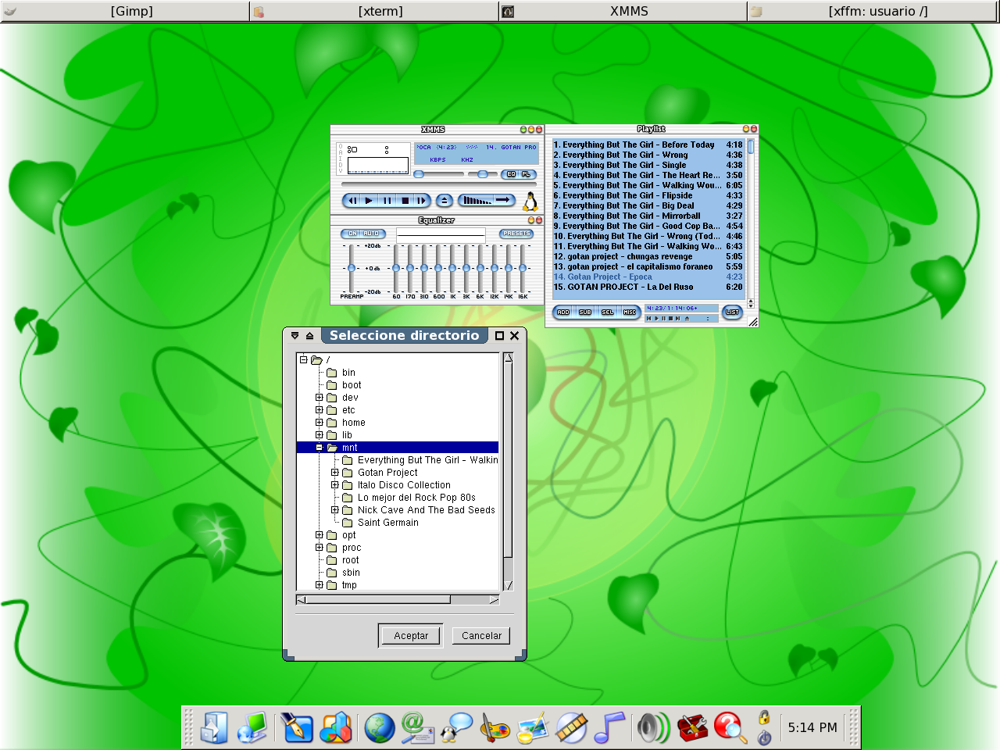 [Gimp]
[xterm]
XMMS
[xffm: usuario /]
XMMS
OAIDV
POCA (4:23) *** 14. GOTAN PRO
KBPS KHZ
EQ PL
Equalizer
ON AUTO
PRESETS
+20db
+0db
-20db
PREAMP 60 170 310 600 1K 3K 6K 12K 14K 16K
Playlist
1. Everything But The Girl - Before Today 4:18
2. Everything But The Girl - Wrong 4:36
3. Everything But The Girl - Single 4:38
4. Everything But The Girl - The Heart Re... 3:50
5. Everything But The Girl - Walking Wou... 6:05
6. Everything But The Girl - Flipside 4:33
7. Everything But The Girl - Big Deal 4:29
8. Everything But The Girl - Mirrorball 3:27
9. Everything But The Girl - Good Cop Ba... 4:54
10. Everything But The Girl - Wrong (Tod... 4:46
11. Everything But The Girl - Walking Wo... 6:43
12. gotan project - chungas revenge 5:05
13. gotan project - el capitalismo foraneo 5:59
14. Gotan Project - Epoca 4:23
15. GOTAN PROJECT - La Del Ruso 6:20
ADD SUB SEL MISC
4:23/1:14:06+
:
LIST
Seleccione directorio
/
bin
boot
dev
etc
home
lib
mnt
Everything But The Girl - Walkin
Gotan Project
Italo Disco Collection
Lo mejor del Rock Pop 80s
Nick Cave And The Bad Seeds
Saint Germain
opt
proc
root
sbin
tmp
Aceptar
Cancelar
5:14 PM